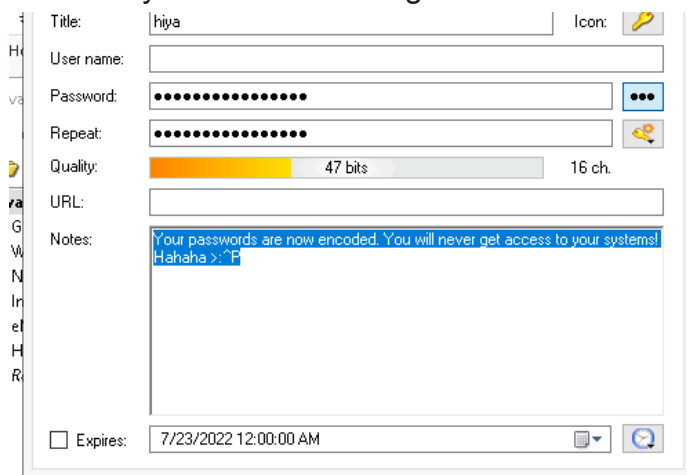 Title: hiya Icon:
User name:
Password: ●●●●●●●●●●●●●●●● ●●●
Repeat: ●●●●●●●●●●●●●●●●
Quality: 47 bits 16 ch.
URL:
Notes: Your passwords are now encoded. You will never get access to your systems!
Hahaha >:^P
Expires: 7/23/2022 12:00:00 AM